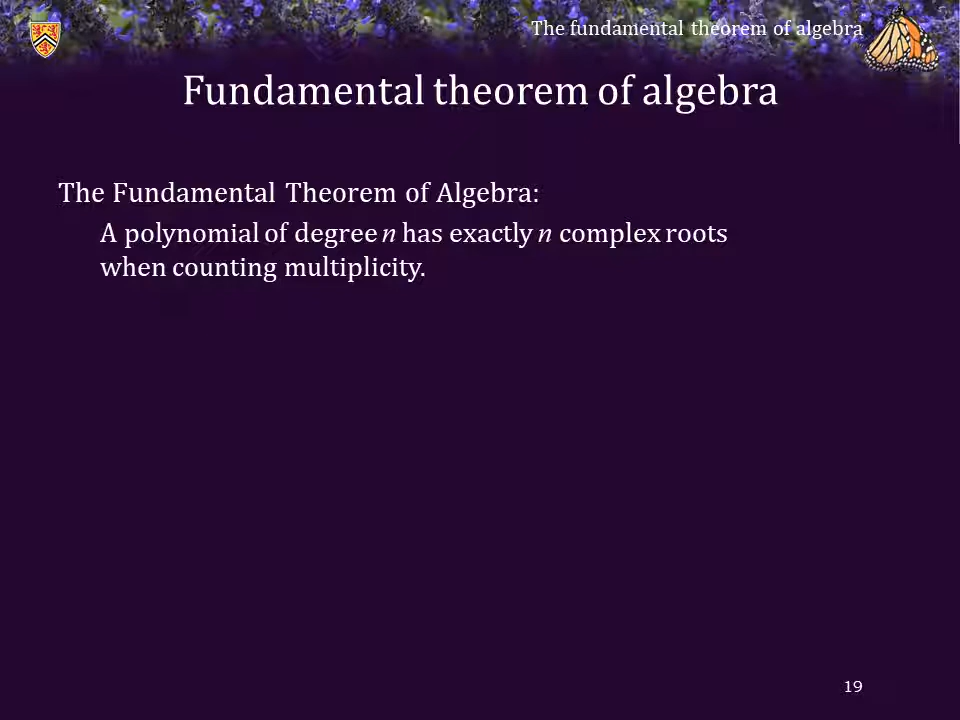 The fundamental theorem of algebra
Fundamental theorem of algebra
The Fundamental Theorem of Algebra:
A polynomial of degree n has exactly n complex roots
when counting multiplicity.
19